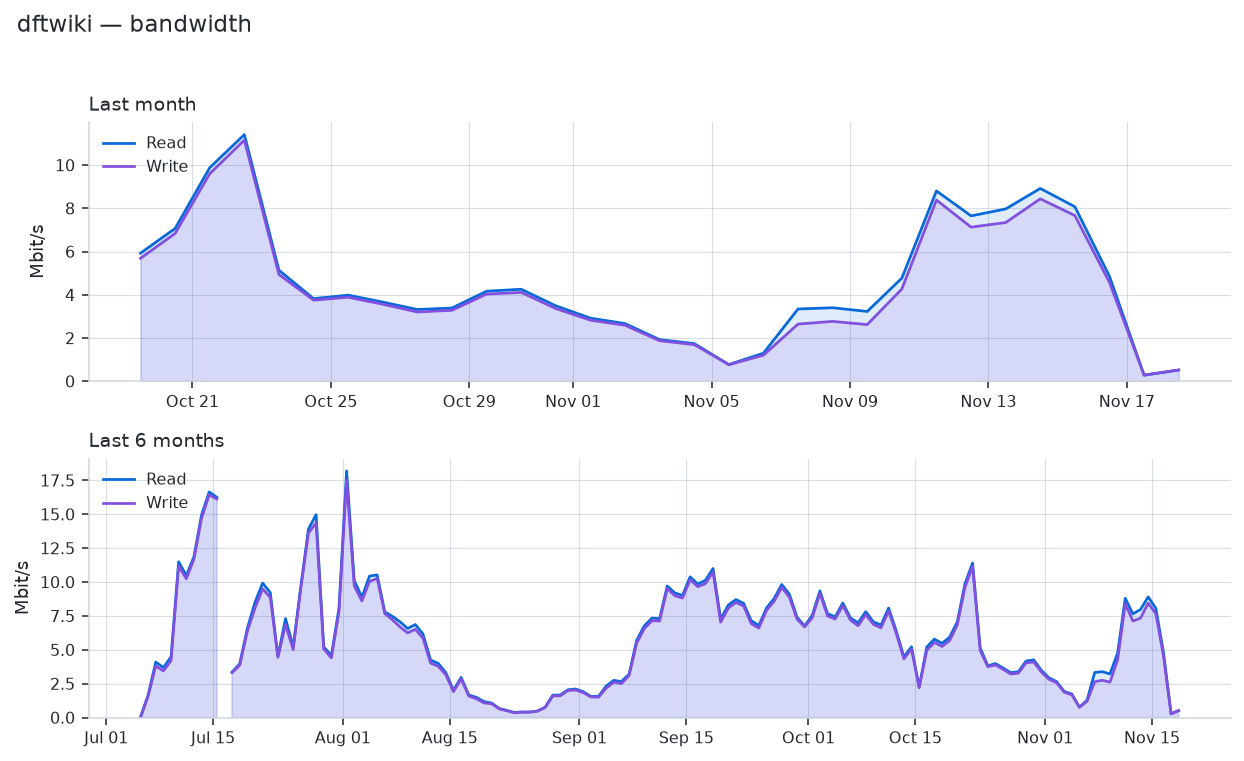 dftwiki — bandwidth
Last month
Read
Write
Mbit/s
10
8
6
4
2
0
Oct 21 Oct 25 Oct 29 Nov 01 Nov 05 Nov 09 Nov 13 Nov 17
Last 6 months
Read
Write
Mbit/s
17.5
15.0
12.5
10.0
7.5
5.0
2.5
0.0
Jul 01 Jul 15 Aug 01 Aug 15 Sep 01 Sep 15 Oct 01 Oct 15 Nov 01 Nov 15